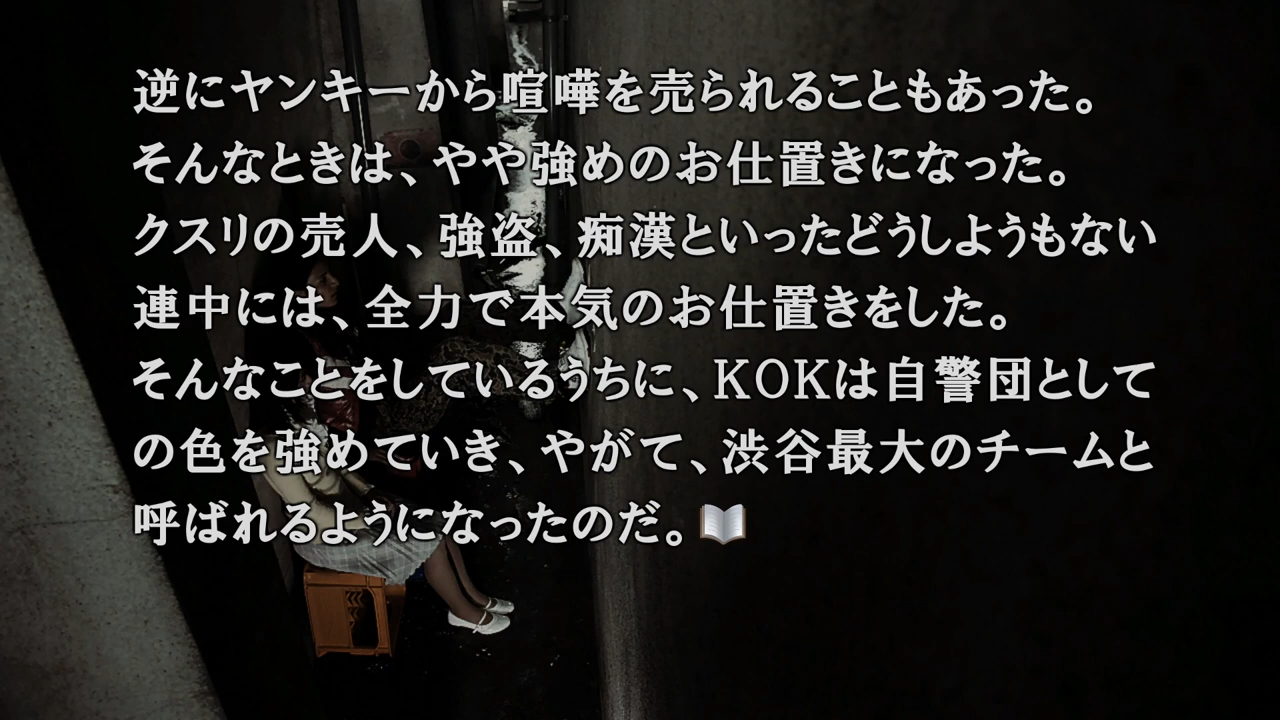 逆にヤンキーから喧嘩を売られることもあった。
そんなときは、やや強めのお仕置きになった。
クスリの売人、強盗、痴漢といったどうしようもない
連中には、全力で本気のお仕置きをした。
そんなことをしているうちに、KOKは自警団として
の色を強めていき、やがて、渋谷最大のチームと
呼ばれるようになったのだ。